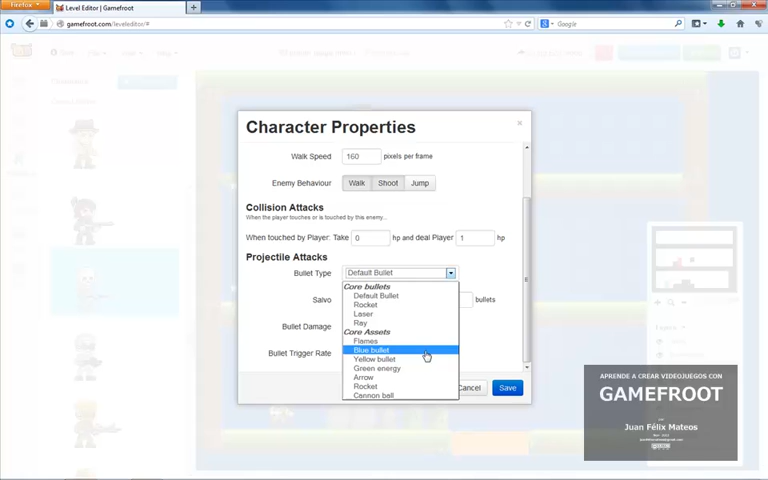 Firefox
Level Editor | Gamefroot
gamefroot.com/leveleditor/#
Google
Character Properties
Walk Speed 160 pixels per frame
Enemy Behaviour Walk Shoot Jump
Collision Attacks
When the player touches or is touched by this enemy...
When touched by Player: Take 0 hp and deal Player 1 hp
Projectile Attacks
Bullet Type Default Bullet
Core bullets
Default Bullet
Rocket
Laser
Ray
Core Assets
Flames
Blue bullet
Yellow bullet
Green energy
Arrow
Rocket
Cannon ball
Salvo bullets
Bullet Damage
Bullet Trigger Rate
Cancel Save
APRENDE A CREAR VIDEOJUEGOS CON
GAMEFROOT
Juan Félix Mateos